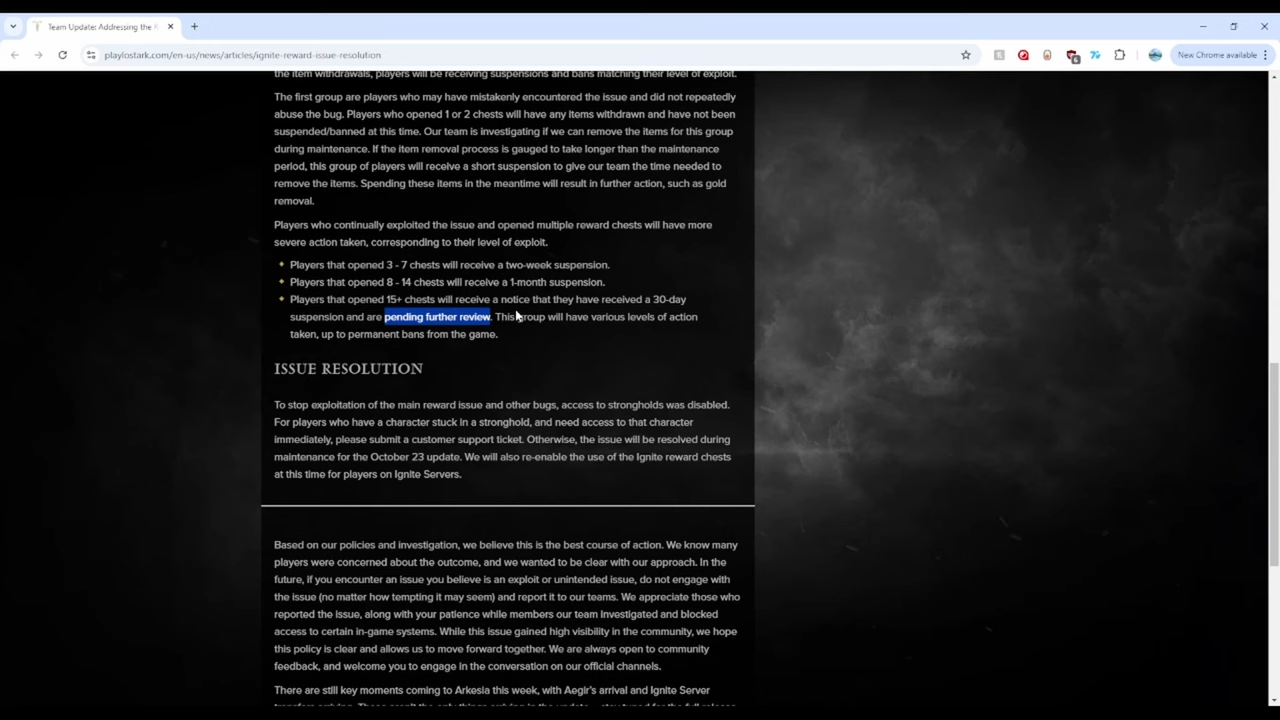 Team Update: Addressing the
New Chrome available
playlostark.com/en-us/news/articles/ignite-reward-issue-resolution
the item withdrawals, players will be receiving suspensions and bans matching their level of exploit.
The first group are players who may have mistakenly encountered the issue and did not repeatedly
abuse the bug. Players who opened 1 or 2 chests will have any items withdrawn and have not been
suspended/banned at this time. Our team is investigating if we can remove the items for this group
during maintenance. If the item removal process is gauged to take longer than the maintenance
period, this group of players will receive a short suspension to give our team the time needed to
remove the items. Spending these items in the meantime will result in further action, such as gold
removal.
Players who continually exploited the issue and opened multiple reward chests will have more
severe action taken, corresponding to their level of exploit.
Players that opened 3 - 7 chests will receive a two-week suspension.
Players that opened 8 - 14 chests will receive a 1-month suspension.
Players that opened 15+ chests will receive a notice that they have received a 30-day
suspension and are pending further review. This group will have various levels of action
taken, up to permanent bans from the game.
ISSUE RESOLUTION
To stop exploitation of the main reward issue and other bugs, access to strongholds was disabled.
For players who have a character stuck in a stronghold, and need access to that character
immediately, please submit a customer support ticket. Otherwise, the issue will be resolved during
maintenance for the October 23 update. We will also re-enable the use of the Ignite reward chests
at this time for players on Ignite Servers.
Based on our policies and investigation, we believe this is the best course of action. We know many
players were concerned about the outcome, and we wanted to be clear with our approach. In the
future, if you encounter an issue you believe is an exploit or unintended issue, do not engage with
the issue (no matter how tempting it may seem) and report it to our teams. We appreciate those who
reported the issue, along with your patience while members our team investigated and blocked
access to certain in-game systems. While this issue gained high visibility in the community, we hope
this policy is clear and allows us to move forward together. We are always open to community
feedback, and welcome you to engage in the conversation on our official channels.
There are still key moments coming to Arkesia this week, with Aegir's arrival and Ignite Server